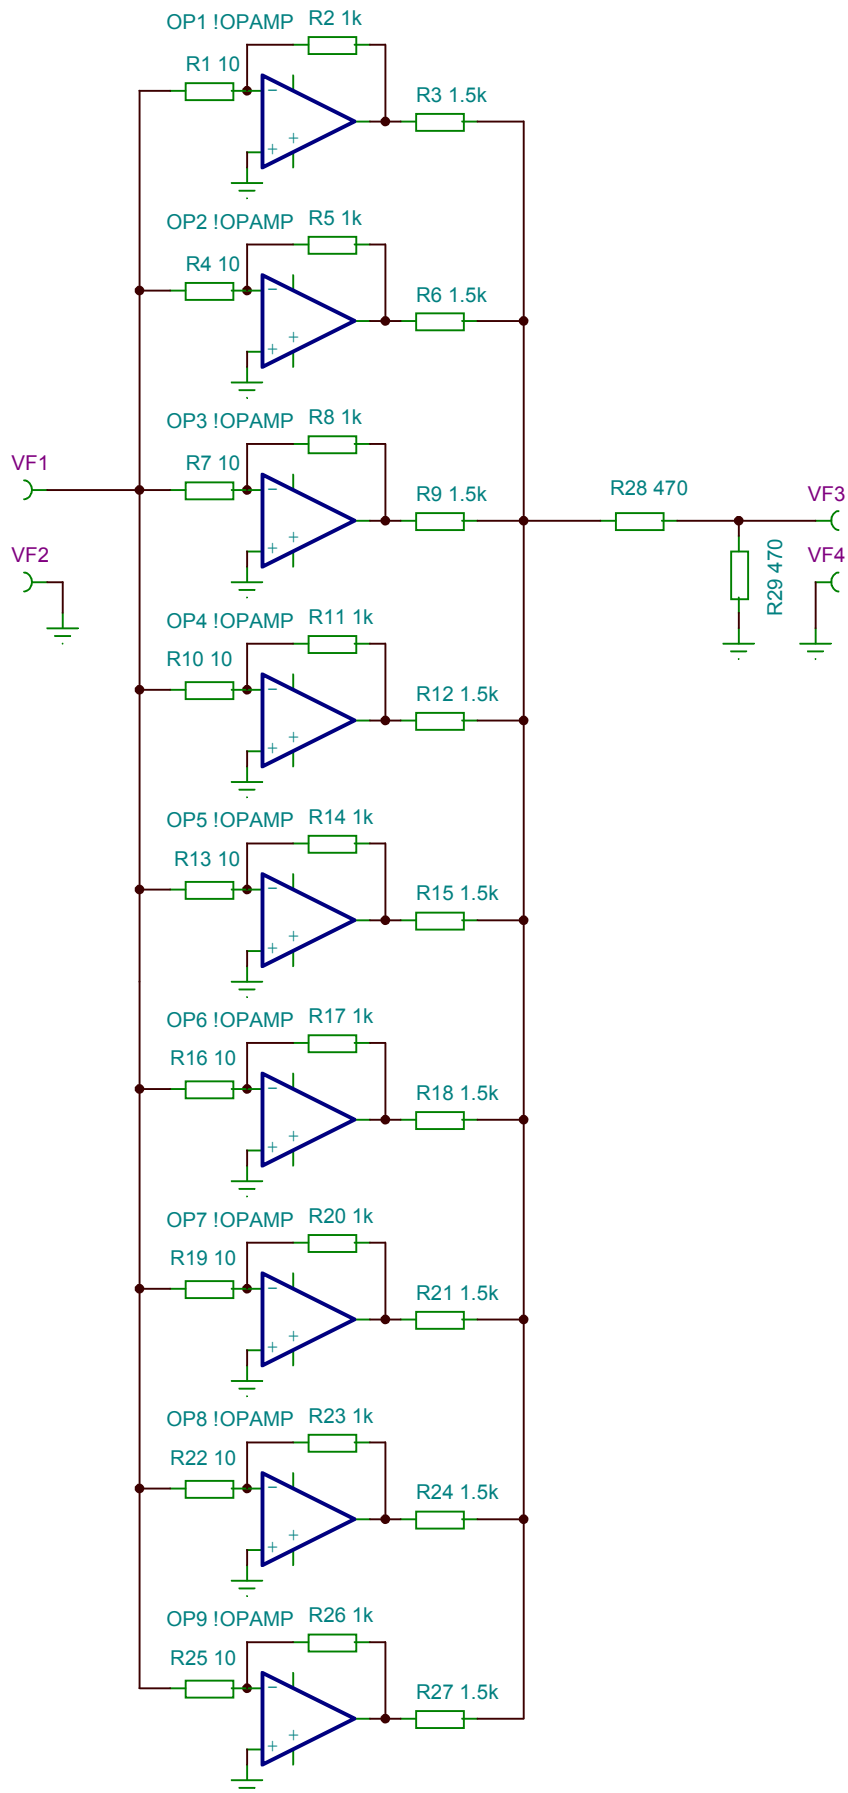 OP1 !OPAMP
R2 1k
R1 10
R3 1.5k
OP2 !OPAMP
R5 1k
R4 10
R6 1.5k
OP3 !OPAMP
R8 1k
VF1
R7 10
R9 1.5k
R28 470
VF3
VF2
VF4
R29 470
OP4 !OPAMP
R11 1k
R10 10
R12 1.5k
OP5 !OPAMP
R14 1k
R13 10
R15 1.5k
OP6 !OPAMP
R17 1k
R16 10
R18 1.5k
OP7 !OPAMP
R20 1k
R19 10
R21 1.5k
OP8 !OPAMP
R23 1k
R22 10
R24 1.5k
OP9 !OPAMP
R26 1k
R25 10
R27 1.5k